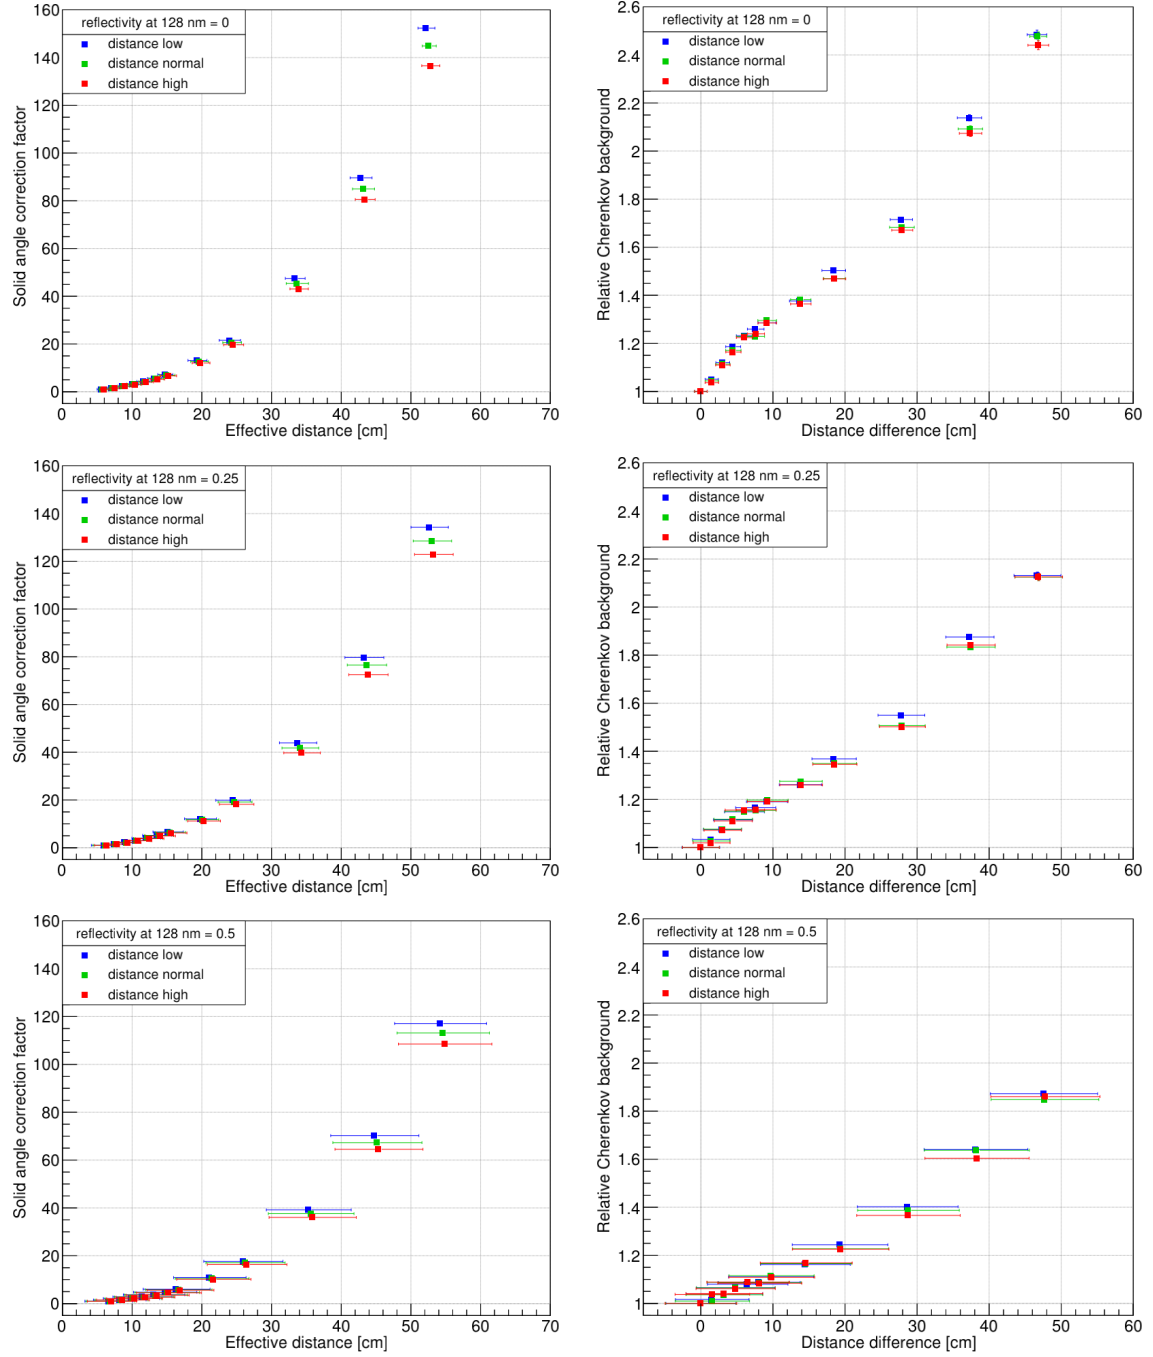 reflectivity at 128 nm = 0
distance low
distance normal
distance high
Solid angle correction factor
160
140
120
100
80
60
40
20
0
0 10 20 30 40 50 60 70
Effective distance [cm]
reflectivity at 128 nm = 0
distance low
distance normal
distance high
Relative Cherenkov background
2.6
2.4
2.2
2
1.8
1.6
1.4
1.2
1
0 10 20 30 40 50 60
Distance difference [cm]
reflectivity at 128 nm = 0.25
distance low
distance normal
distance high
Solid angle correction factor
160
140
120
100
80
60
40
20
0
0 10 20 30 40 50 60 70
Effective distance [cm]
reflectivity at 128 nm = 0.25
distance low
distance normal
distance high
Relative Cherenkov background
2.6
2.4
2.2
2
1.8
1.6
1.4
1.2
1
0 10 20 30 40 50 60
Distance difference [cm]
reflectivity at 128 nm = 0.5
distance low
distance normal
distance high
Solid angle correction factor
160
140
120
100
80
60
40
20
0
0 10 20 30 40 50 60 70
Effective distance [cm]
reflectivity at 128 nm = 0.5
distance low
distance normal
distance high
Relative Cherenkov background
2.6
2.4
2.2
2
1.8
1.6
1.4
1.2
1
0 10 20 30 40 50 60
Distance difference [cm]